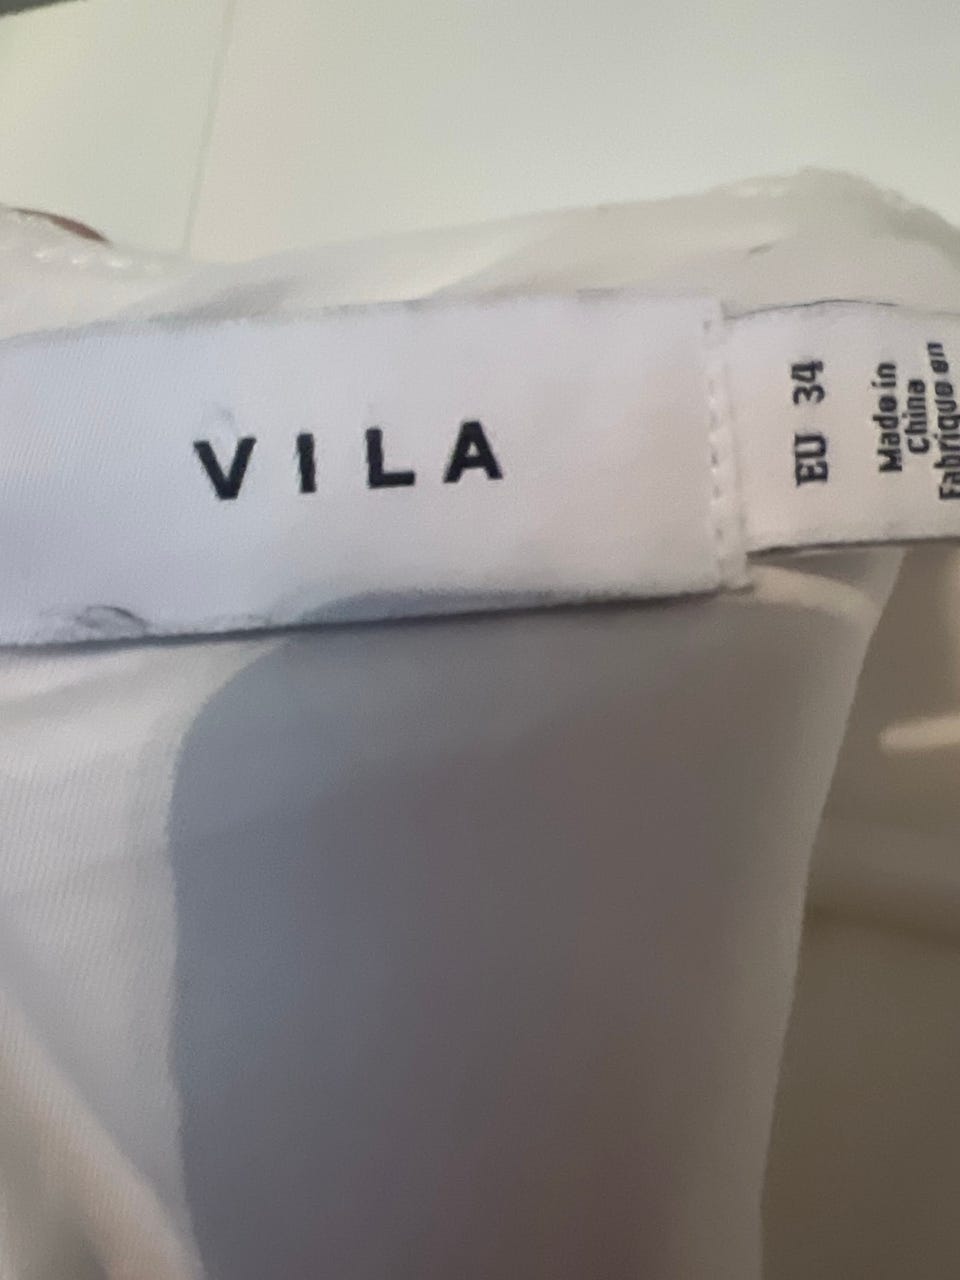 VILA
EU 34
Made in
China
Fabriqué en